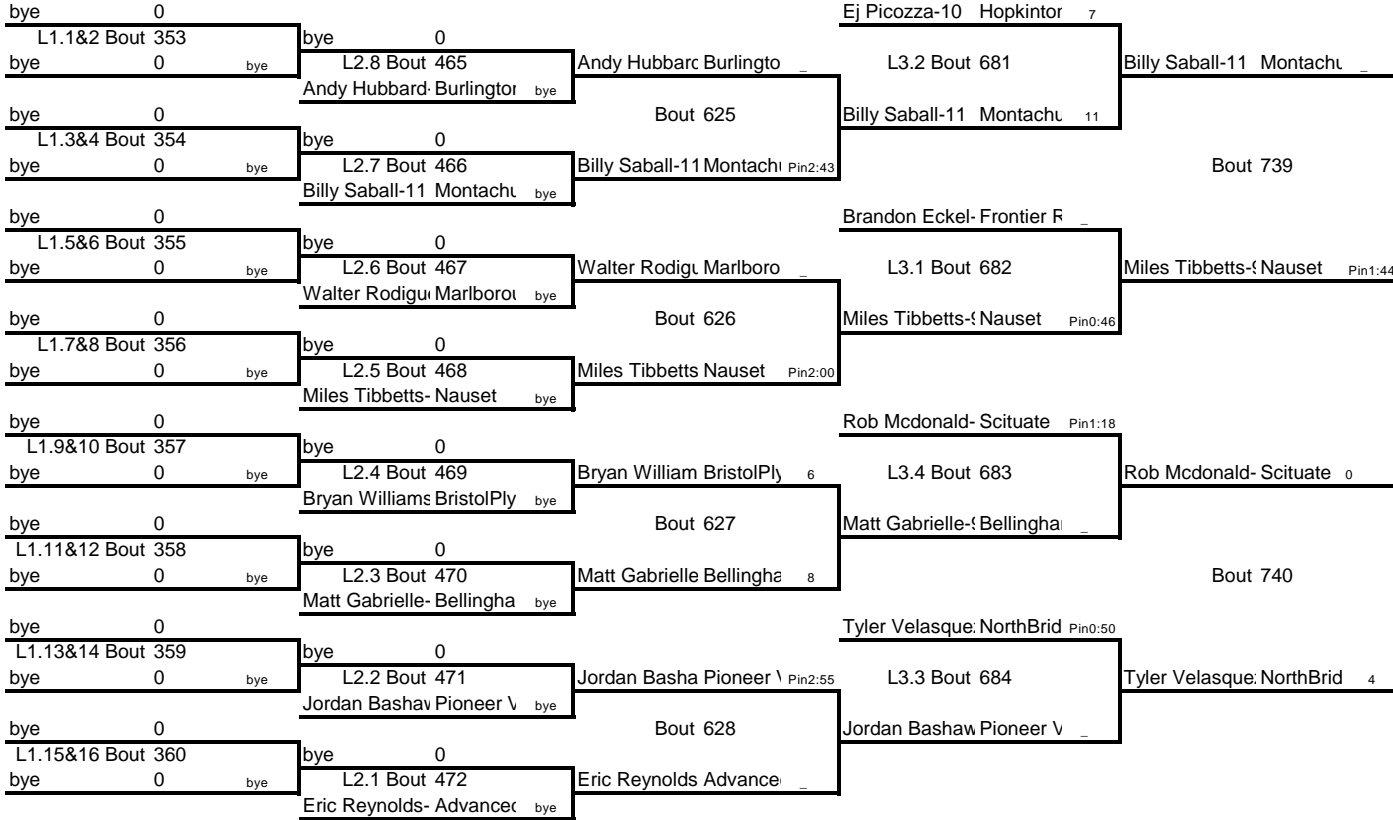 bye 0 Ej Picozza-10 Hopkinton 7
L1.1&2 Bout 353 bye 0
bye 0 bye L2.8 Bout 465 Andy Hubbarc Burlingto _ L3.2 Bout 681 Billy Saball-11 Montachu _
Andy Hubbard- Burlington bye
bye 0 Bout 625 Billy Saball-11 Montachu 11
L1.3&4 Bout 354 bye 0
bye 0 bye L2.7 Bout 466 Billy Saball-11 Montachu Pin2:43 Bout 739
Billy Saball-11 Montachu bye
bye 0 Brandon Eckel- Frontier R _
L1.5&6 Bout 355 bye 0
bye 0 bye L2.6 Bout 467 Walter Rodigu Marlboro _ L3.1 Bout 682 Miles Tibbetts-9 Nauset Pin1:44
Walter Rodigu Marlborou bye
bye 0 Bout 626 Miles Tibbetts-9 Nauset Pin0:46
L1.7&8 Bout 356 bye 0
bye 0 bye L2.5 Bout 468 Miles Tibbetts Nauset Pin2:00
Miles Tibbetts- Nauset bye
bye 0 Rob Mcdonald- Scituate Pin1:18
L1.9&10 Bout 357 bye 0
bye 0 bye L2.4 Bout 469 Bryan William BristolPly 6 L3.4 Bout 683 Rob Mcdonald- Scituate 0
Bryan Williams BristolPly bye
bye 0 Bout 627 Matt Gabrielle-9 Bellingha _
L1.11&12 Bout 358 bye 0
bye 0 bye L2.3 Bout 470 Matt Gabrielle Bellingha 8 Bout 740
Matt Gabrielle- Bellingha bye
bye 0 Tyler Velasquez NorthBrid Pin0:50
L1.13&14 Bout 359 bye 0
bye 0 bye L2.2 Bout 471 Jordan Basha Pioneer V Pin2:55 L3.3 Bout 684 Tyler Velasquez NorthBrid 4
Jordan Bashaw Pioneer V bye
bye 0 Bout 628 Jordan Bashaw Pioneer V _
L1.15&16 Bout 360 bye 0
bye 0 bye L2.1 Bout 472 Eric Reynolds Advance _
Eric Reynolds- Advanced bye